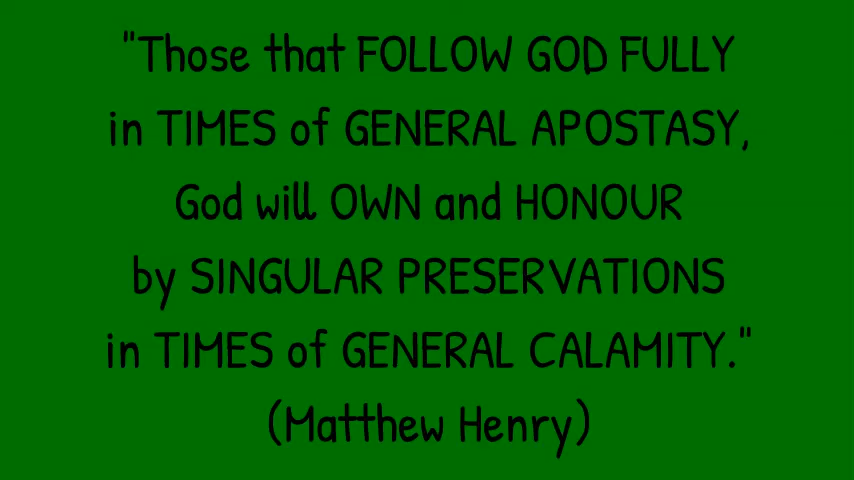 "Those that FOLLOW GOD FULLY
in TIMES of GENERAL APOSTASY,
God will OWN and HONOUR
by SINGULAR PRESERVATIONS
in TIMES of GENERAL CALAMITY."
(Matthew Henry)